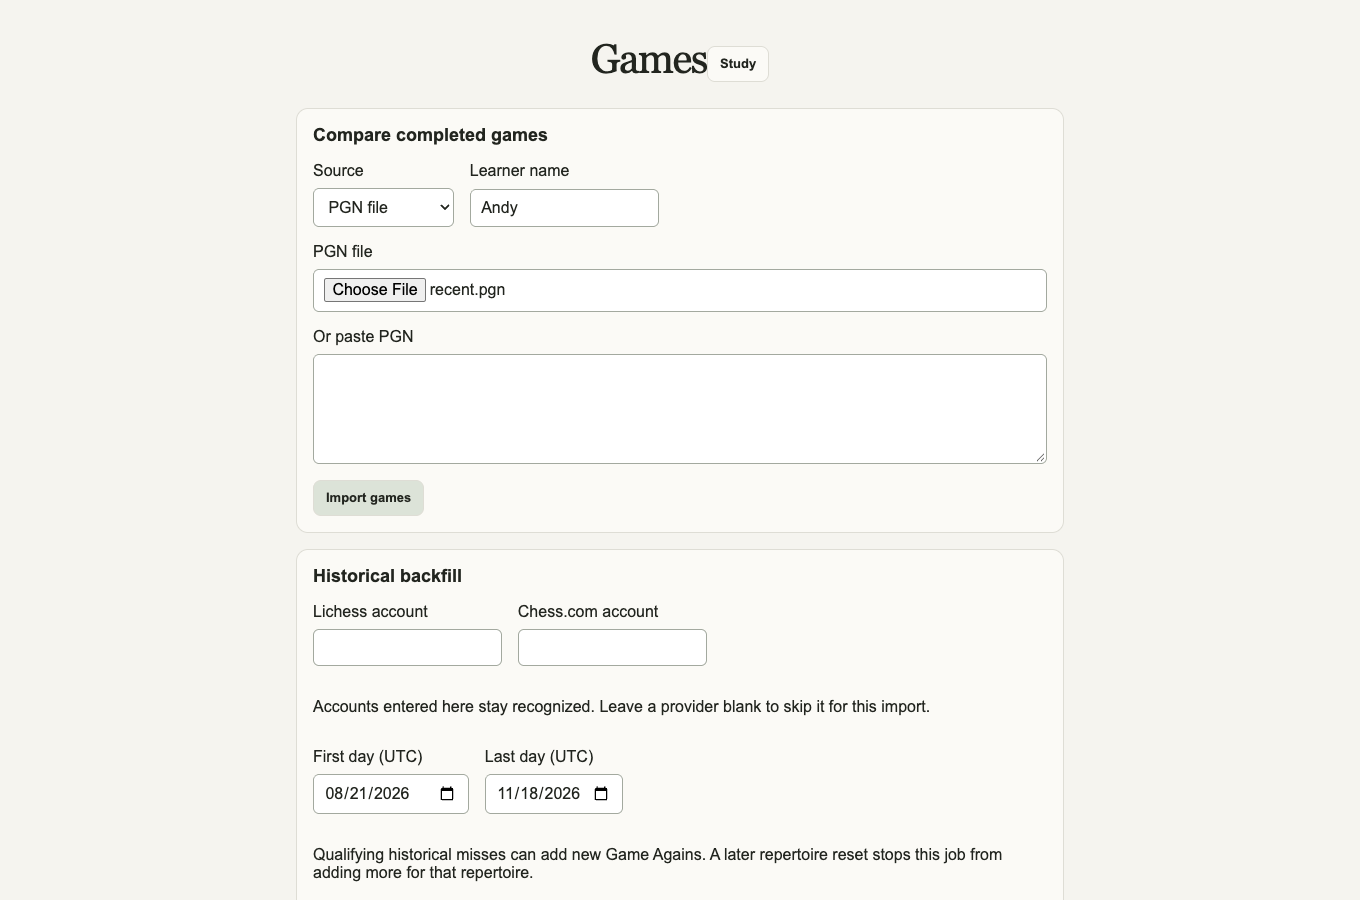 Games
Study
Compare completed games
Source
Learner name
PGN file
Andy
PGN file
Choose File recent.pgn
Or paste PGN
Import games
Historical backfill
Lichess account
Chess.com account
Accounts entered here stay recognized. Leave a provider blank to skip it for this import.
First day (UTC)
Last day (UTC)
08/21/2026
11/18/2026
Qualifying historical misses can add new Game Agains. A later repertoire reset stops this job from
adding more for that repertoire.